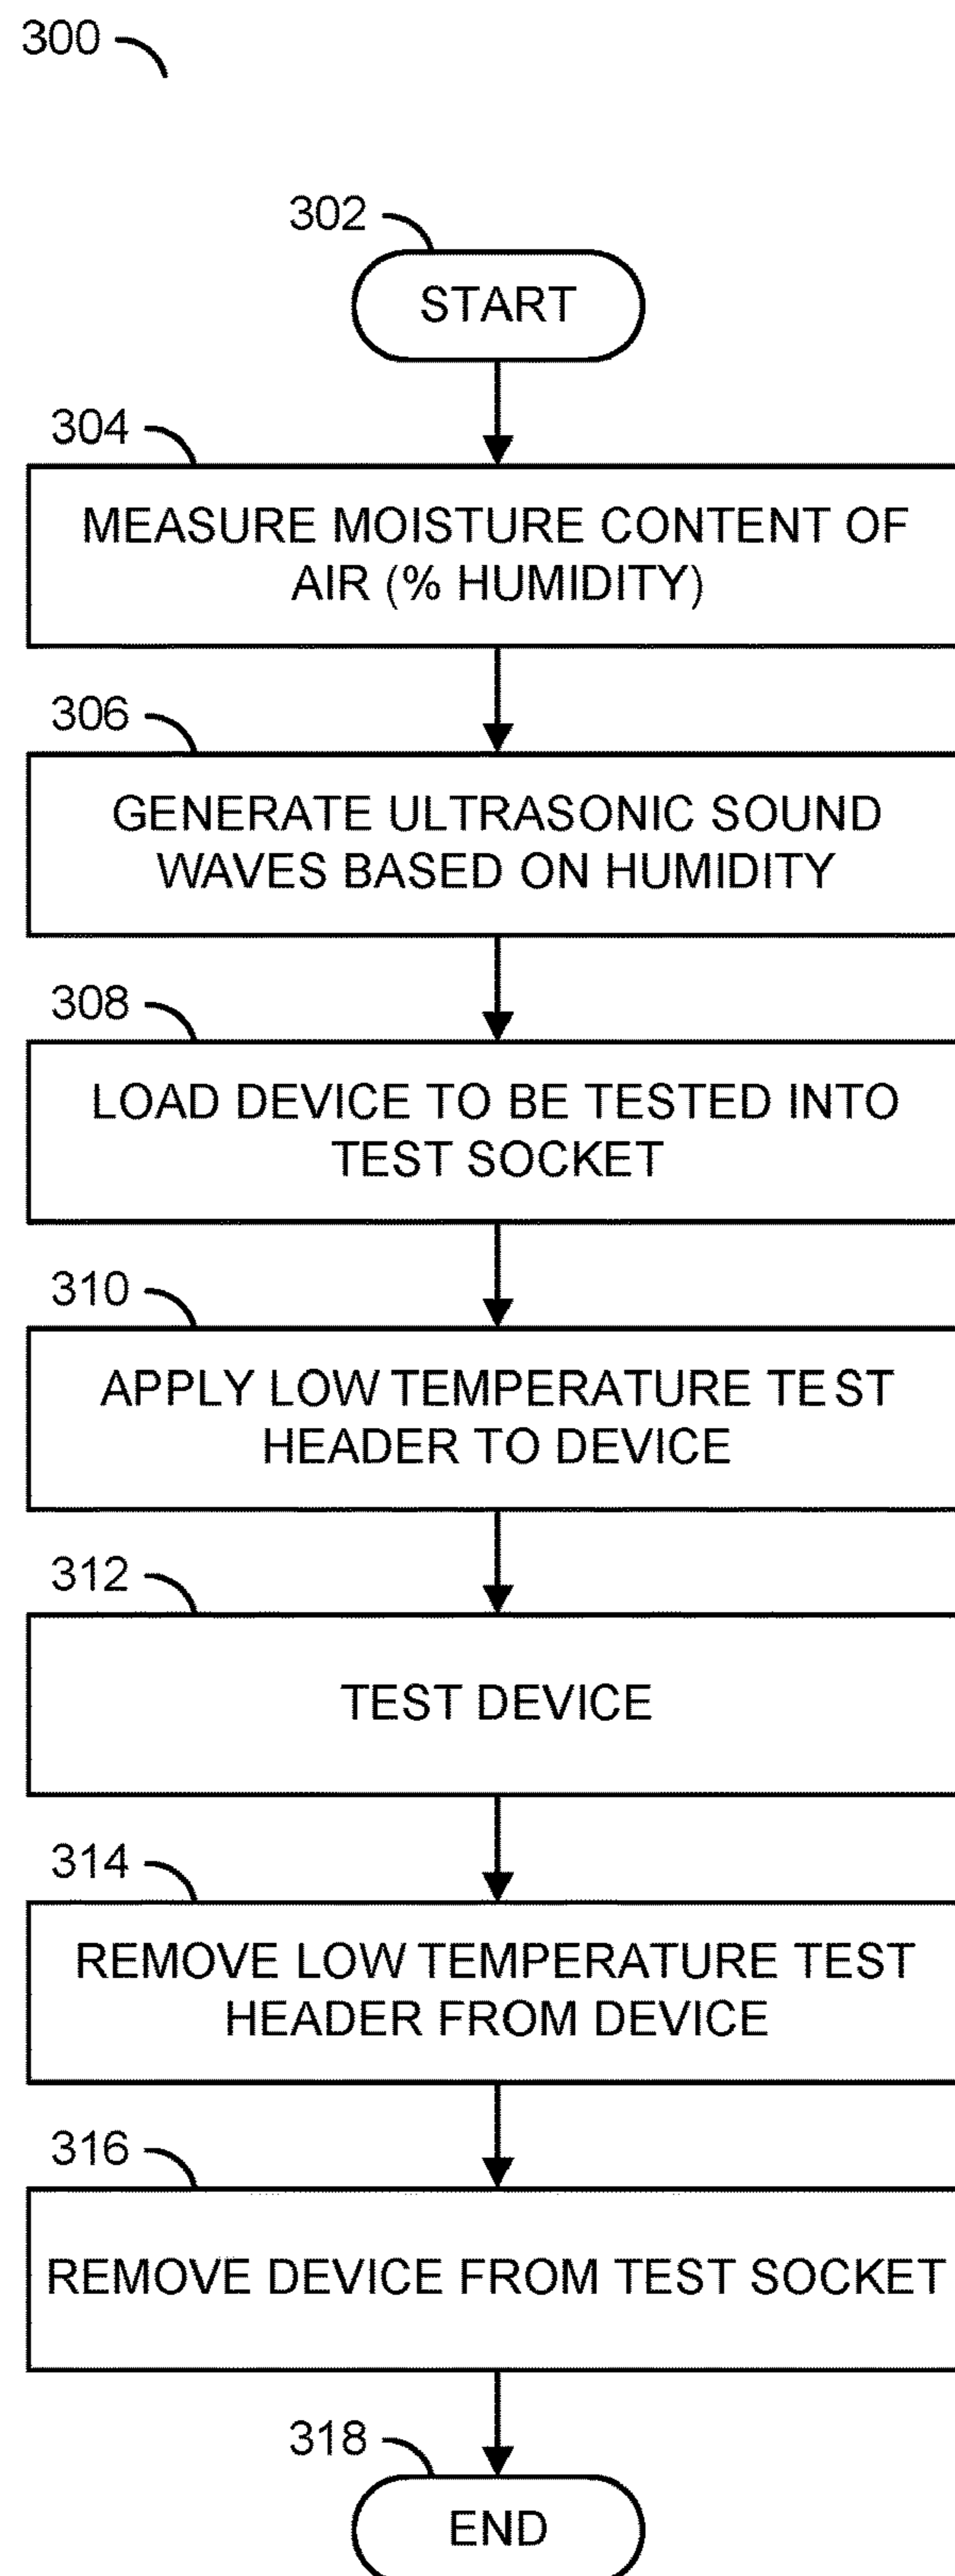 300
302
START
304
MEASURE MOISTURE CONTENT OF
AIR (% HUMIDITY)
306
GENERATE ULTRASONIC SOUND
WAVES BASED ON HUMIDITY
308
LOAD DEVICE TO BE TESTED INTO
TEST SOCKET
310
APPLY LOW TEMPERATURE TEST
HEADER TO DEVICE
312
TEST DEVICE
314
REMOVE LOW TEMPERATURE TEST
HEADER FROM DEVICE
316
REMOVE DEVICE FROM TEST SOCKET
318
END